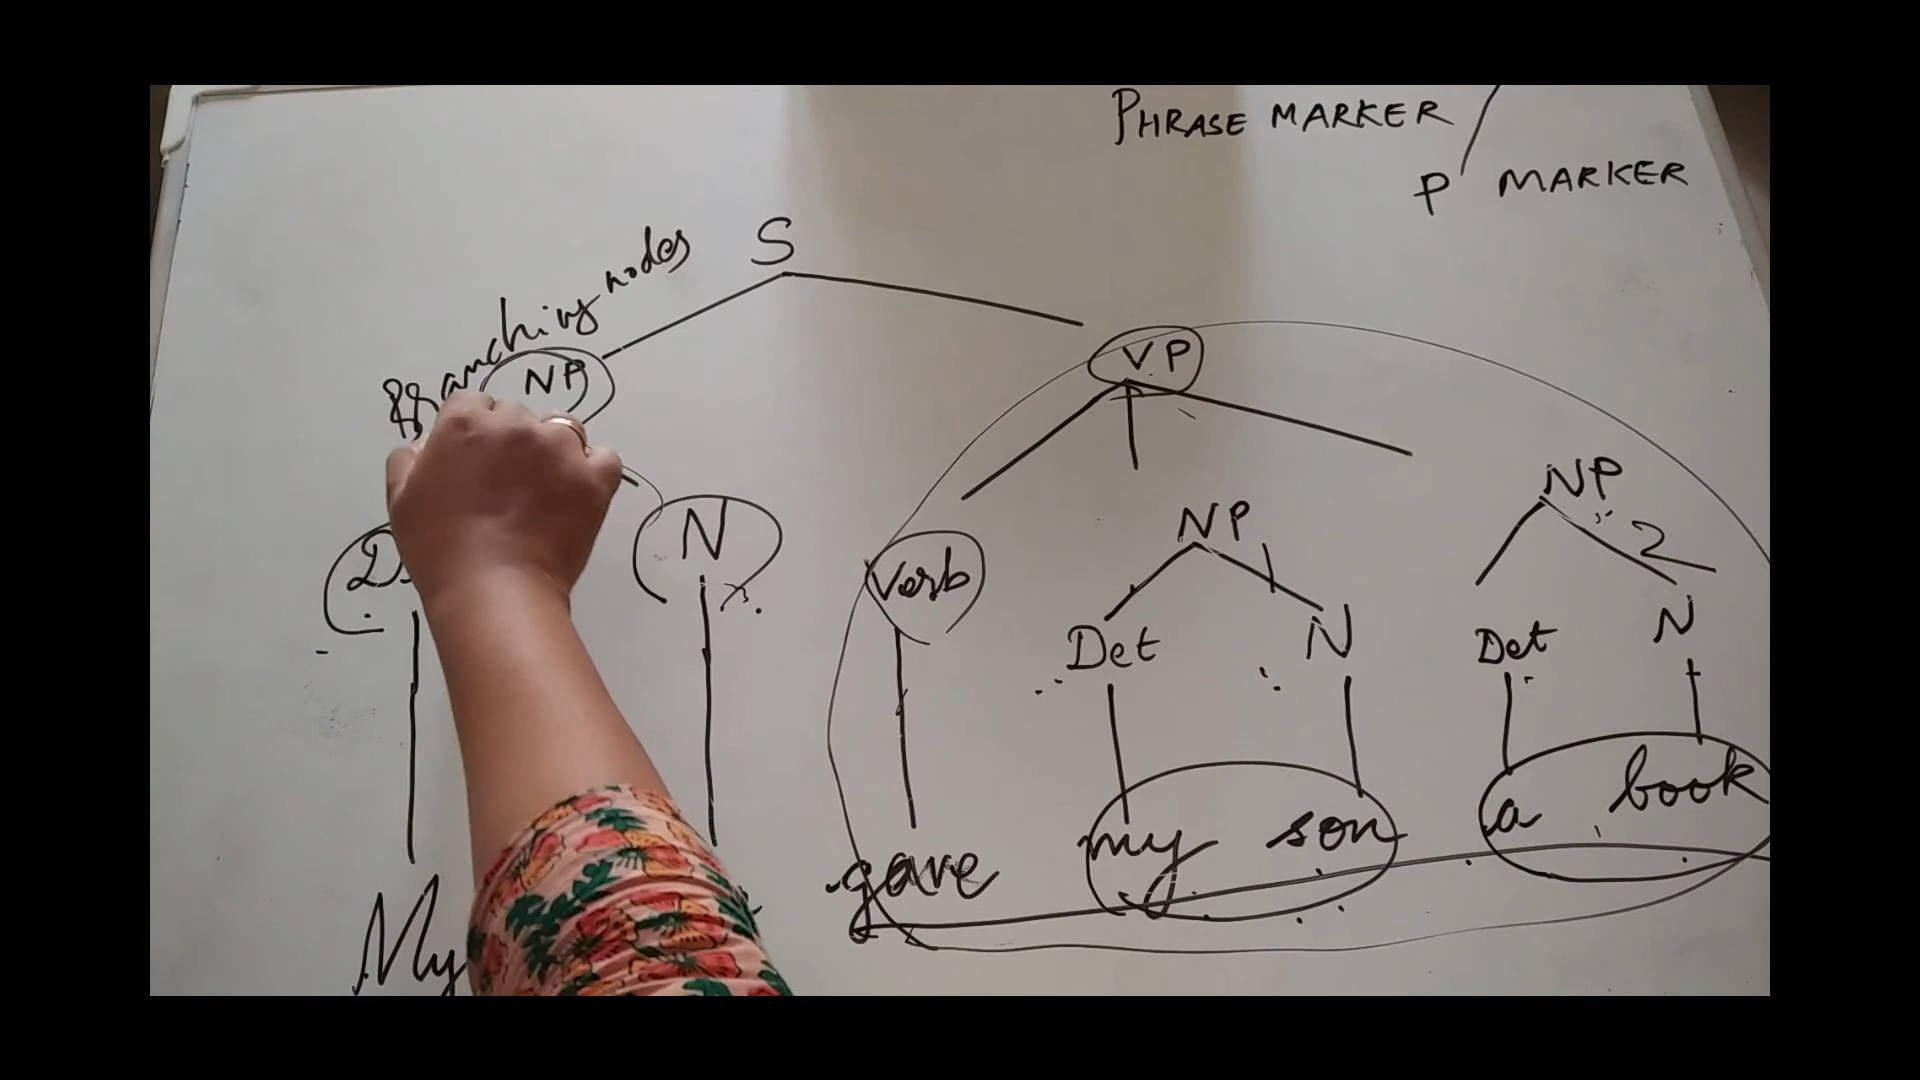 PHRASE MARKER /
P MARKER
S
Branching nodes
NP
VP
NP
NP
2
N
Verb
Det
N
Det
N
gave
my son
a book
My